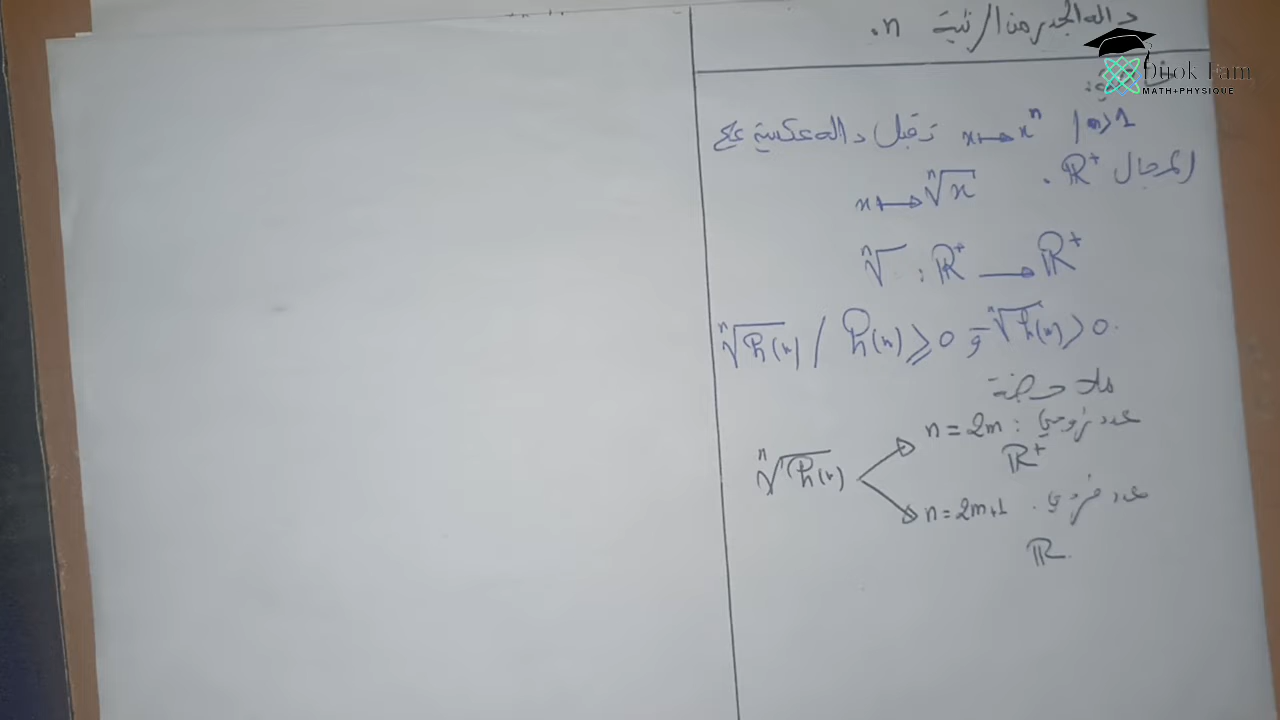 دالة الجدر من الرتبة n.
Duok Fam
MATH+PHYSIQUE
n>1 / x ↦ xⁿ تقبل دالة عكسية على
المجال ℝ⁺.
x ↦ ⁿ√x
ⁿ√ : ℝ⁺ → ℝ⁺
ⁿ√P(x) / P(x) ≥ 0 و ⁿ√P(x) > 0.
ملاحظة
n = 2m : عدد زوجي
ℝ⁺
ⁿ√P(x)
n = 2m+1 . عدد فردي
ℝ.